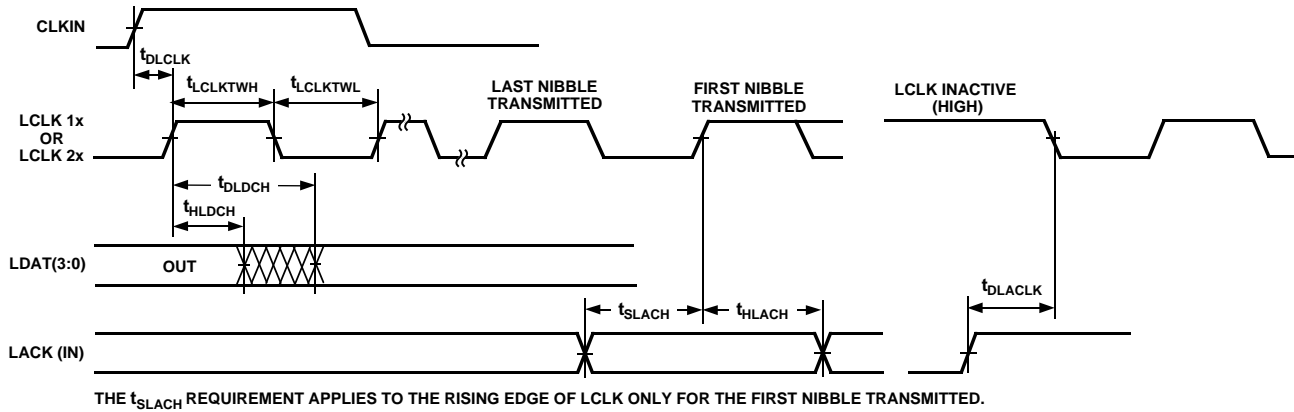 CLKIN
tDLCLK
tLCLKTWH
tLCLKTWL
LAST NIBBLE
TRANSMITTED
FIRST NIBBLE
TRANSMITTED
LCLK INACTIVE
(HIGH)
LCLK 1x
OR
LCLK 2x
tDLDCH
tHLDCH
LDAT(3:0)
OUT
tDLACLK
tSLACH
tHLACH
LACK (IN)
THE tSLACH REQUIREMENT APPLIES TO THE RISING EDGE OF LCLK ONLY FOR THE FIRST NIBBLE TRANSMITTED.